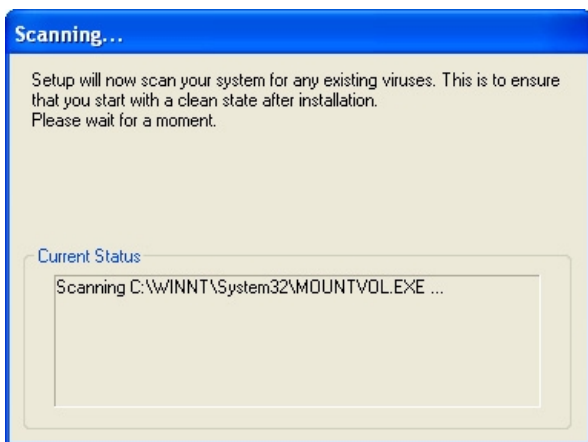 Scanning...
Setup will now scan your system for any existing viruses. This is to ensure
that you start with a clean state after installation.
Please wait for a moment.
Current Status
Scanning C:\WINNT\System32\MOUNTVOL.EXE ...